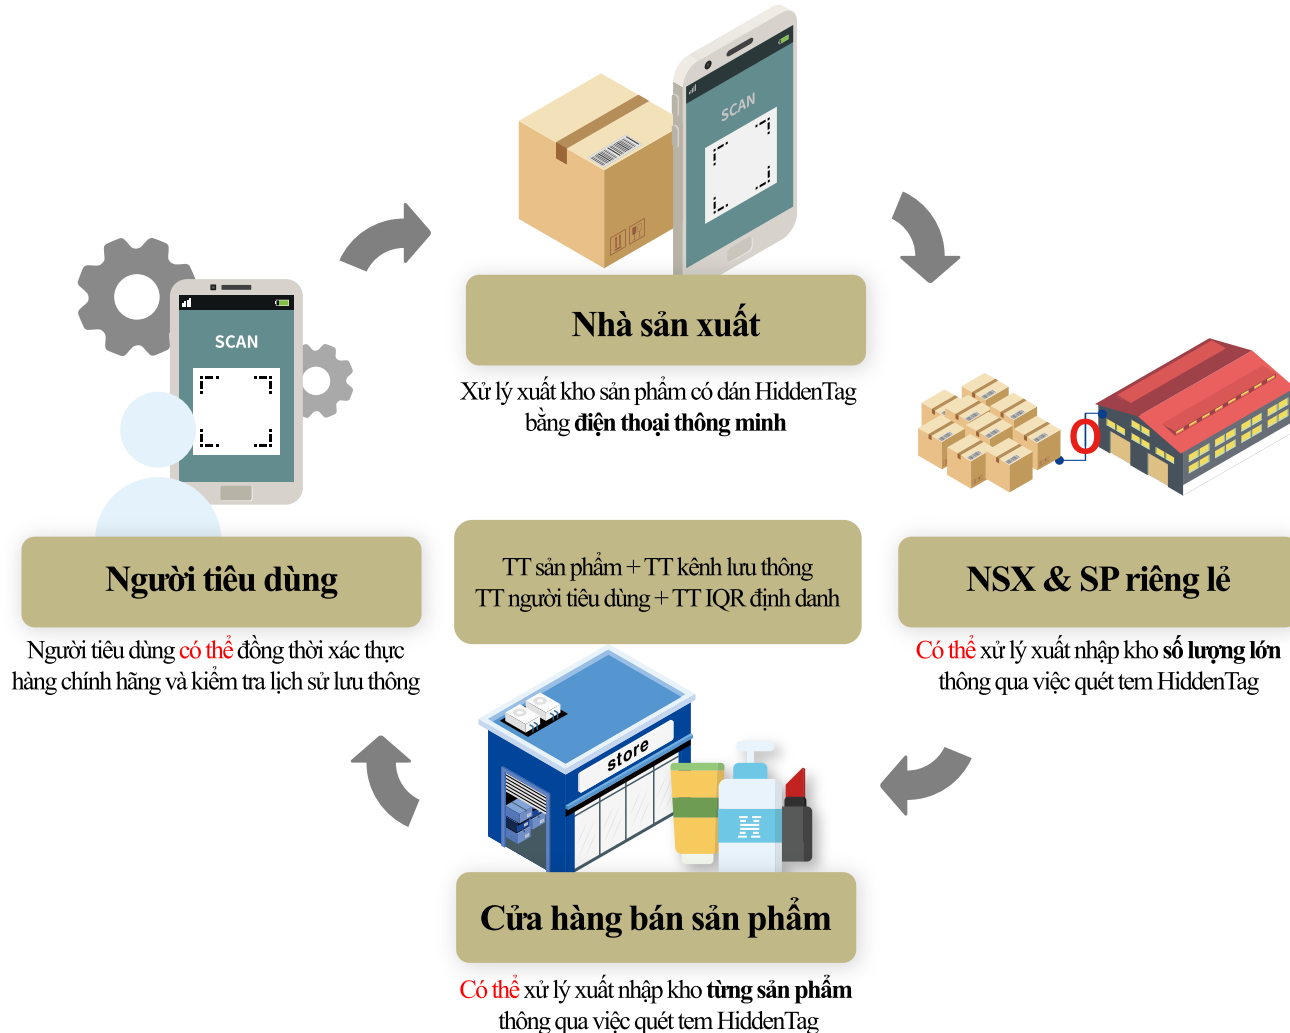 SCAN
Nhà sản xuất
Xử lý xuất kho sản phẩm có dán HiddenTag
bằng điện thoại thông minh
SCAN
Người tiêu dùng
Người tiêu dùng có thể đồng thời xác thực
hàng chính hãng và kiểm tra lịch sử lưu thông
TT sản phẩm + TT kênh lưu thông
TT người tiêu dùng + TT IQR định danh
NSX & SP riêng lẻ
Có thể xử lý xuất nhập kho số lượng lớn
thông qua việc quét tem HiddenTag
store
Cửa hàng bán sản phẩm
Có thể xử lý xuất nhập kho từng sản phẩm
thông qua việc quét tem HiddenTag